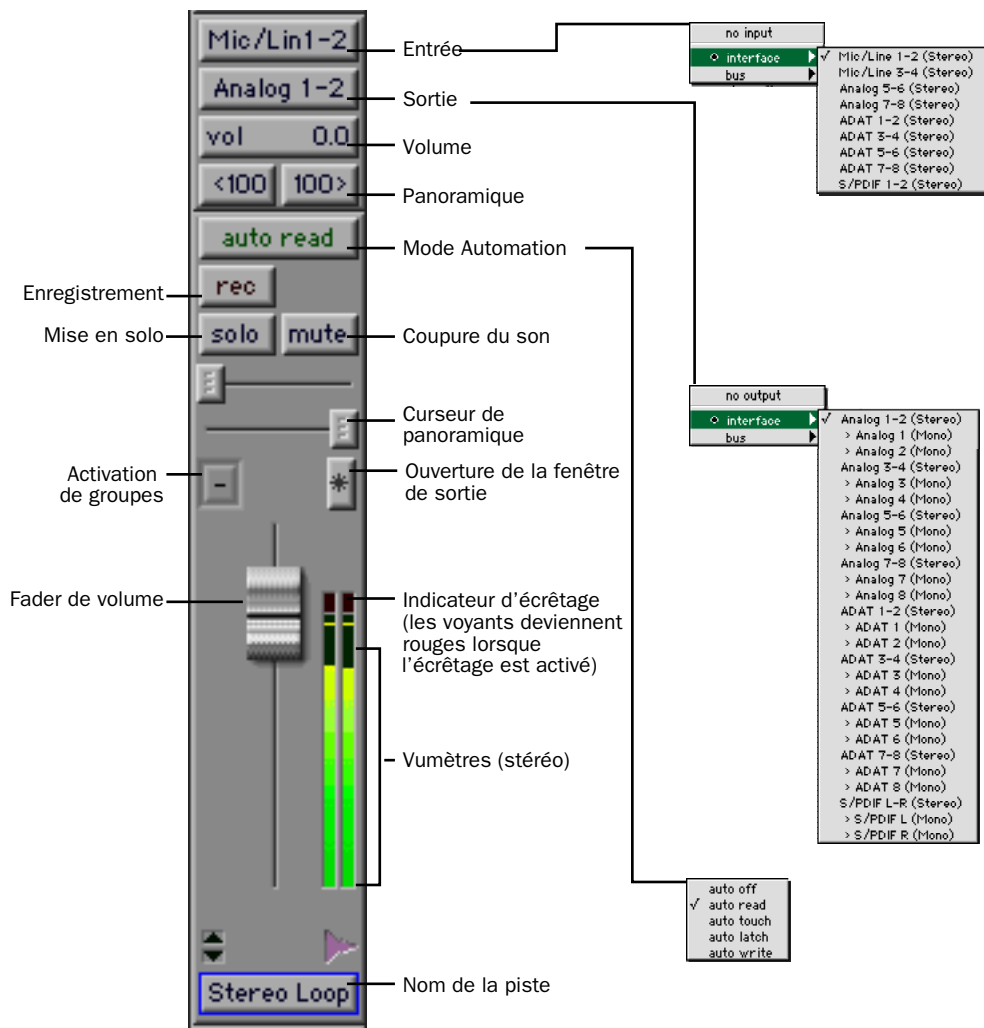 Mic/Lin1-2
Entrée
Analog 1-2
Sortie
vol 0.0
Volume
<100 100>
Panoramique
auto read
Mode Automation
rec
Enregistrement
solo mute
Mise en solo
Coupure du son
Curseur de
panoramique
Activation
de groupes
-
*
Ouverture de la fenêtre
de sortie
Fader de volume
Indicateur d'écrêtage
(les voyants deviennent
rouges lorsque
l'écrêtage est activé)
Vumètres (stéréo)
Stereo Loop
Nom de la piste
no input
interface
bus
√ Mic/Line 1-2 (Stereo)
Mic/Line 3-4 (Stereo)
Analog 5-6 (Stereo)
Analog 7-8 (Stereo)
ADAT 1-2 (Stereo)
ADAT 3-4 (Stereo)
ADAT 5-6 (Stereo)
ADAT 7-8 (Stereo)
S/PDIF 1-2 (Stereo)
no output
interface
bus
√ Analog 1-2 (Stereo)
> Analog 1 (Mono)
> Analog 2 (Mono)
Analog 3-4 (Stereo)
> Analog 3 (Mono)
> Analog 4 (Mono)
Analog 5-6 (Stereo)
> Analog 5 (Mono)
> Analog 6 (Mono)
Analog 7-8 (Stereo)
> Analog 7 (Mono)
> Analog 8 (Mono)
ADAT 1-2 (Stereo)
> ADAT 1 (Mono)
> ADAT 2 (Mono)
ADAT 3-4 (Stereo)
> ADAT 3 (Mono)
> ADAT 4 (Mono)
ADAT 5-6 (Stereo)
> ADAT 5 (Mono)
> ADAT 6 (Mono)
ADAT 7-8 (Stereo)
> ADAT 7 (Mono)
> ADAT 8 (Mono)
S/PDIF L-R (Stereo)
> S/PDIF L (Mono)
> S/PDIF R (Mono)
auto off
√ auto read
auto touch
auto latch
auto write